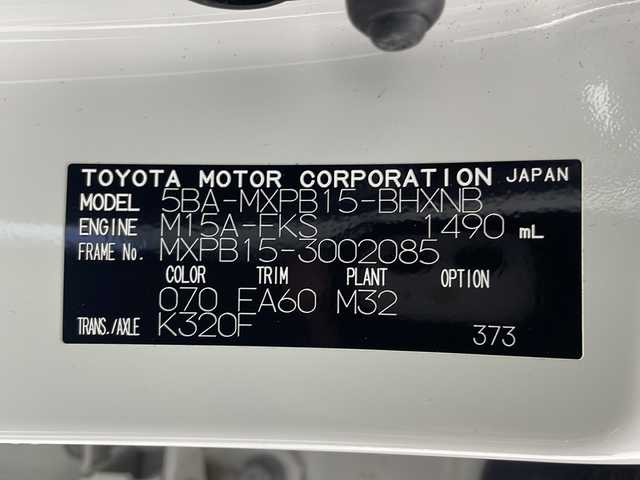 TOYOTA MOTOR CORPORATION JAPAN
MODEL 5BA-MXPB15-BHXNB
ENGINE M15A-FKS 1490 mL
FRAME No. MXPB15-3002085
COLOR TRIM PLANT OPTION
070 FA60 M32
TRANS./AXLE K320F 373